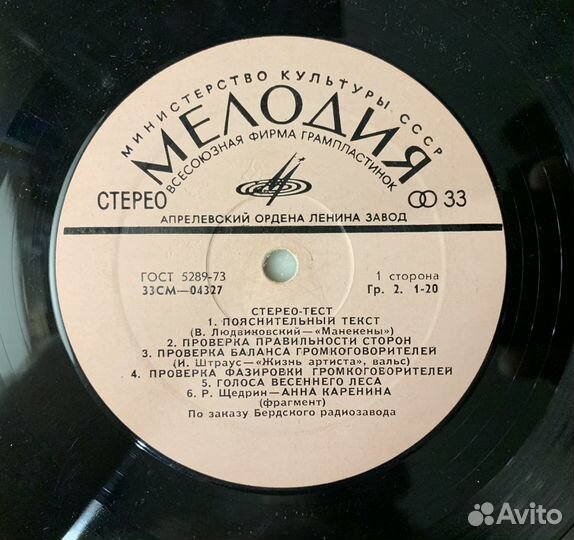 МИНИСТЕРСТВО КУЛЬТУРЫ СССР
МЕЛОДИЯ
ВСЕСОЮЗНАЯ ФИРМА ГРАМПЛАСТИНОК
СТЕРЕО 33
АПРЕЛЕВСКИЙ ОРДЕНА ЛЕНИНА ЗАВОД
ГОСТ 5289-73 1 сторона
33СМ—04327 Гр. 2. 1-20
СТЕРЕО-ТЕСТ
1. ПОЯСНИТЕЛЬНЫЙ ТЕКСТ
(В. Людвиковский—«Манекены»)
2. ПРОВЕРКА ПРАВИЛЬНОСТИ СТОРОН
3. ПРОВЕРКА БАЛАНСА ГРОМКОГОВОРИТЕЛЕЙ
(И. Штраус—«Жизнь артиста», вальс)
4. ПРОВЕРКА ФАЗИРОВКИ ГРОМКОГОВОРИТЕЛЕЙ
5. ГОЛОСА ВЕСЕННЕГО ЛЕСА
6. Р. Щедрин—АННА КАРЕНИНА
(фрагмент)
По заказу Бердского радиозавода
Avito